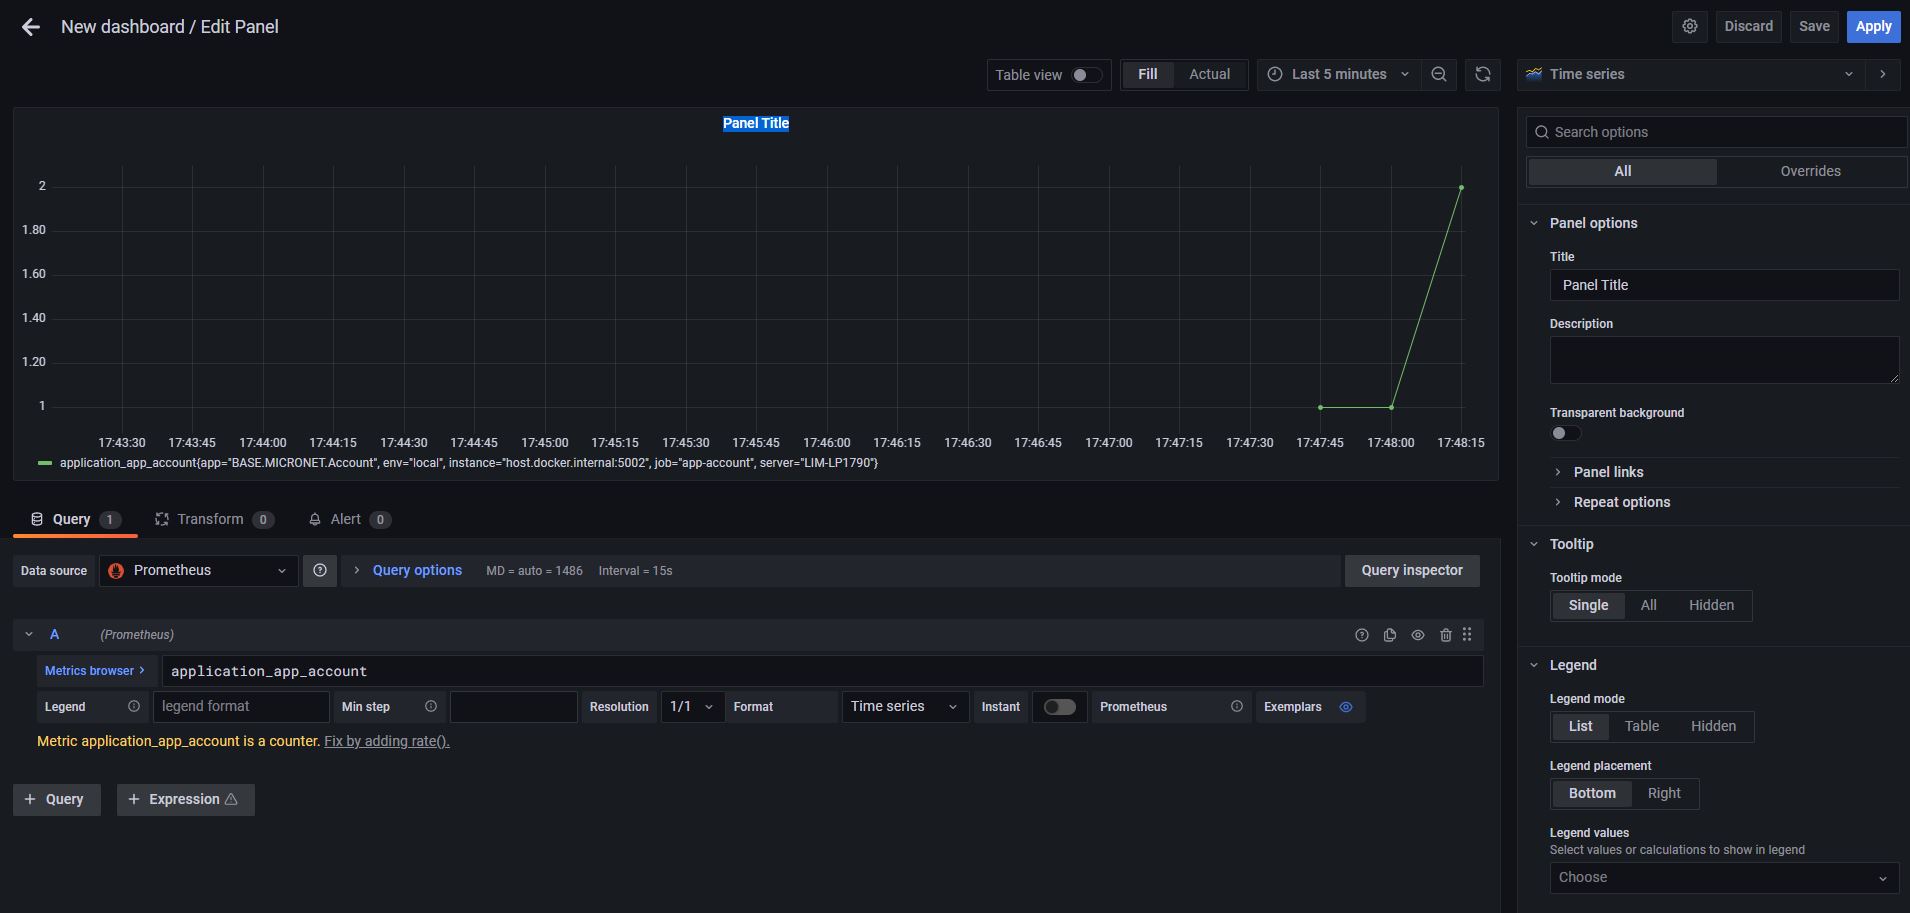 New dashboard / Edit Panel
Discard
Save
Apply
Table view
Fill
Actual
Last 5 minutes
Time series
Panel Title
2
1.80
1.60
1.40
1.20
1
17:43:30 17:43:45 17:44:00 17:44:15 17:44:30 17:44:45 17:45:00 17:45:15 17:45:30 17:45:45 17:46:00 17:46:15 17:46:30 17:46:45 17:47:00 17:47:15 17:47:30 17:47:45 17:48:00 17:48:15
application_app_account{app="BASE.MICRONET.Account", env="local", instance="host.docker.internal:5002", job="app-account", server="LIM-LP1790"}
Query 1
Transform 0
Alert 0
Data source
Prometheus
Query options
MD = auto = 1486
Interval = 15s
Query inspector
A
(Prometheus)
Metrics browser
application_app_account
Legend
legend format
Min step
Resolution
1/1
Format
Time series
Instant
Prometheus
Exemplars
Metric application_app_account is a counter. Fix by adding rate().
+ Query
+ Expression
Search options
All
Overrides
Panel options
Title
Panel Title
Description
Transparent background
Panel links
Repeat options
Tooltip
Tooltip mode
Single
All
Hidden
Legend
Legend mode
List
Table
Hidden
Legend placement
Bottom
Right
Legend values
Select values or calculations to show in legend
Choose